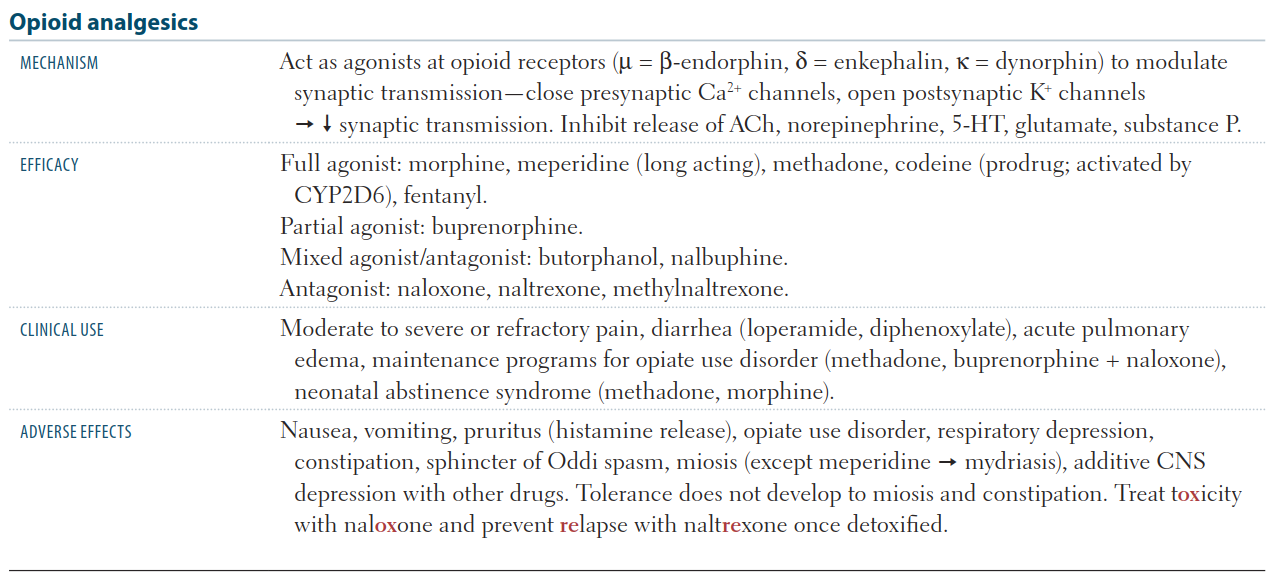 Opioid analgesics
MECHANISM
Act as agonists at opioid receptors (μ = β-endorphin, δ = enkephalin, κ = dynorphin) to modulate
synaptic transmission—close presynaptic Ca²⁺ channels, open postsynaptic K⁺ channels
→ ↓ synaptic transmission. Inhibit release of ACh, norepinephrine, 5-HT, glutamate, substance P.
EFFICACY
Full agonist: morphine, meperidine (long acting), methadone, codeine (prodrug; activated by
CYP2D6), fentanyl.
Partial agonist: buprenorphine.
Mixed agonist/antagonist: butorphanol, nalbuphine.
Antagonist: naloxone, naltrexone, methylnaltrexone.
CLINICAL USE
Moderate to severe or refractory pain, diarrhea (loperamide, diphenoxylate), acute pulmonary
edema, maintenance programs for opiate use disorder (methadone, buprenorphine + naloxone),
neonatal abstinence syndrome (methadone, morphine).
ADVERSE EFFECTS
Nausea, vomiting, pruritus (histamine release), opiate use disorder, respiratory depression,
constipation, sphincter of Oddi spasm, miosis (except meperidine → mydriasis), additive CNS
depression with other drugs. Tolerance does not develop to miosis and constipation. Treat toxicity
with naloxone and prevent relapse with naltrexone once detoxified.